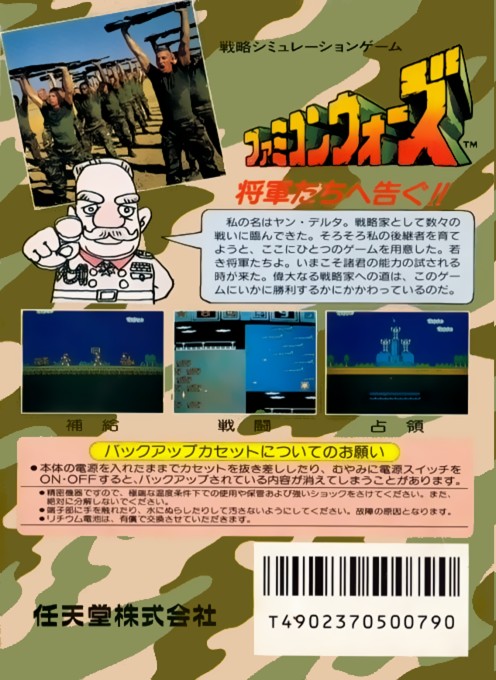 戦略シミュレーションゲーム
ファミコンウォーズ™
将軍たちへ告ぐ!!
私の名はヤン・デルタ。戦略家として数々の
戦いに臨んできた。そろそろ私の後継者を育て
ようと、ここにひとつのゲームを用意した。若
き将軍たちよ。いまこそ諸君の能力の試される
時が来た。偉大なる戦略家への道は、このゲー
ムにいかに勝利するかにかかわっているのだ。
補給
戦闘
占領
バックアップカセットについてのお願い
●本体の電源を入れたままでカセットを抜き差ししたり、むやみに電源スイッチを
ON・OFFすると、バックアップされている内容が消えてしまうことがあります。
●精密機器ですので、極端な温度条件下での使用や保管および強いショックをさけてください。また、
絶対に分解しないでください。
●端子部に手を触れたり、水にぬらしたりして汚さないようにしてください。故障の原因となります。
●リチウム電池は、有償で交換させていただきます。
任天堂株式会社
T4902370500790